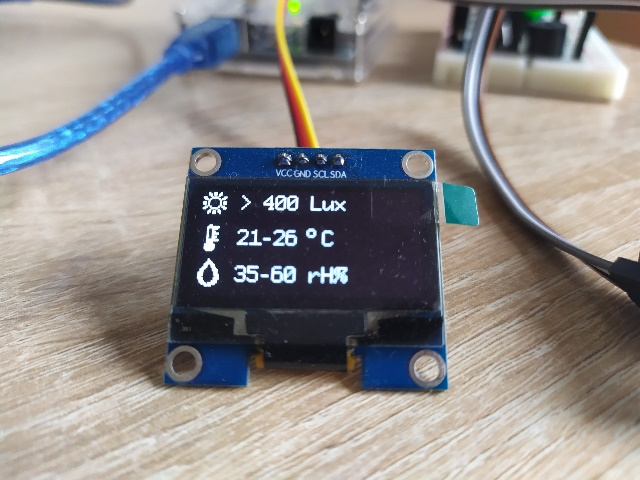 VCC GND SCL SDA
> 400 Lux
21-26 °C
35-60 rH%